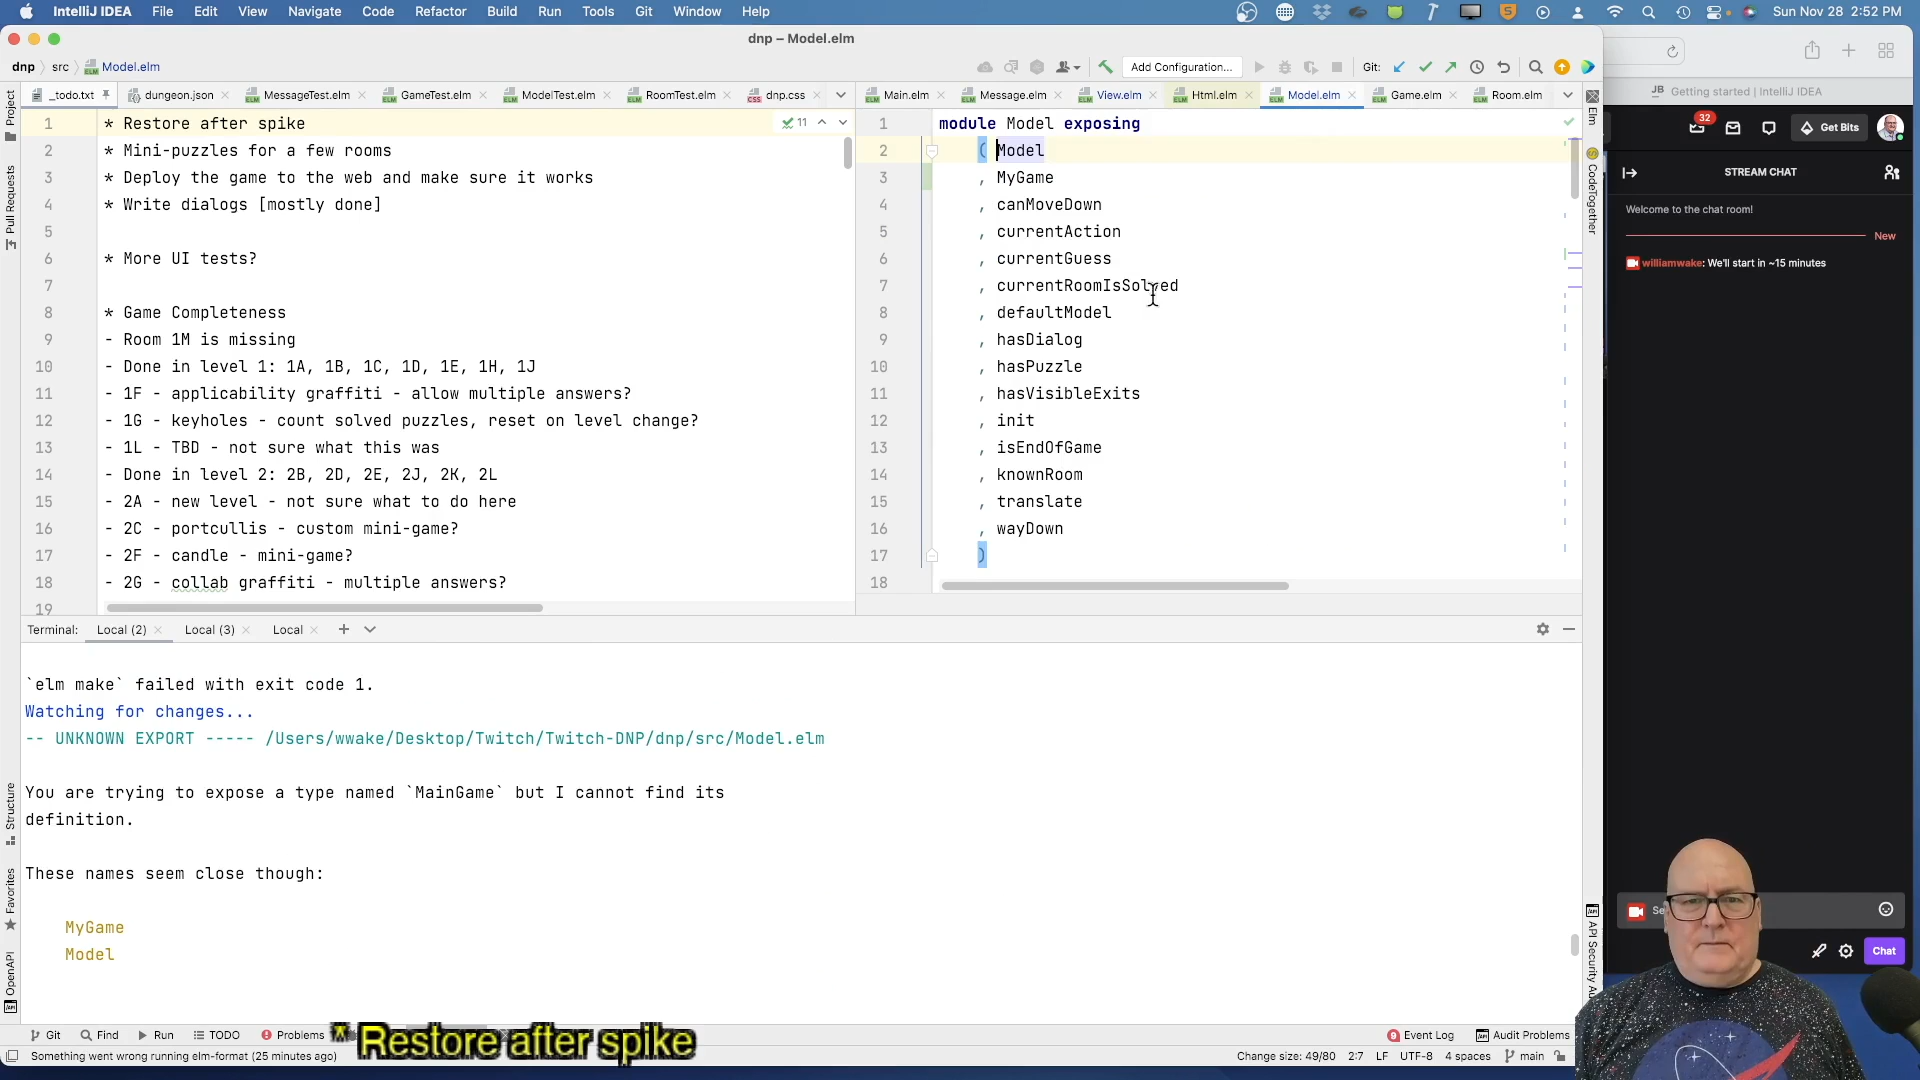 IntelliJ IDEA File Edit View Navigate Code Refactor Build Run Tools Git Window Help
Sun Nov 28 2:52 PM
dnp – Model.elm
dnp src Model.elm
Add Configuration...
Git:
_todo.txt dungeon.json MessageTest.elm GameTest.elm ModelTest.elm RoomTest.elm dnp.css
Main.elm Message.elm View.elm Html.elm Model.elm Game.elm Room.elm
1 * Restore after spike
2 * Mini-puzzles for a few rooms
3 * Deploy the game to the web and make sure it works
4 * Write dialogs [mostly done]
5
6 * More UI tests?
7
8 * Game Completeness
9 - Room 1M is missing
10 - Done in level 1: 1A, 1B, 1C, 1D, 1E, 1H, 1J
11 - 1F - applicability graffiti - allow multiple answers?
12 - 1G - keyholes - count solved puzzles, reset on level change?
13 - 1L - TBD - not sure what this was
14 - Done in level 2: 2B, 2D, 2E, 2J, 2K, 2L
15 - 2A - new level - not sure what to do here
16 - 2C - portcullis - custom mini-game?
17 - 2F - candle - mini-game?
18 - 2G - collab graffiti - multiple answers?
19
11
1 module Model exposing
2 ( Model
3 , MyGame
4 , canMoveDown
5 , currentAction
6 , currentGuess
7 , currentRoomIsSolved
8 , defaultModel
9 , hasDialog
10 , hasPuzzle
11 , hasVisibleExits
12 , init
13 , isEndOfGame
14 , knownRoom
15 , translate
16 , wayDown
17 )
18
Project
Pull Requests
Structure
Favorites
OpenAPI
Elm
CodeTogether
API Security Au
Terminal: Local (2) Local (3) Local
`elm make` failed with exit code 1.
Watching for changes...
-- UNKNOWN EXPORT ----- /Users/wwake/Desktop/Twitch/Twitch-DNP/dnp/src/Model.elm
You are trying to expose a type named `MainGame` but I cannot find its
definition.
These names seem close though:
MyGame
Model
Git Find Run TODO Problems
* Restore after spike
Event Log Audit Problems
Something went wrong running elm-format (25 minutes ago)
Change size: 49/80 2:7 LF UTF-8 4 spaces main
JB Getting started | IntelliJ IDEA
32
Get Bits
STREAM CHAT
Welcome to the chat room!
New
williamwake: We'll start in ~15 minutes
Se
Chat